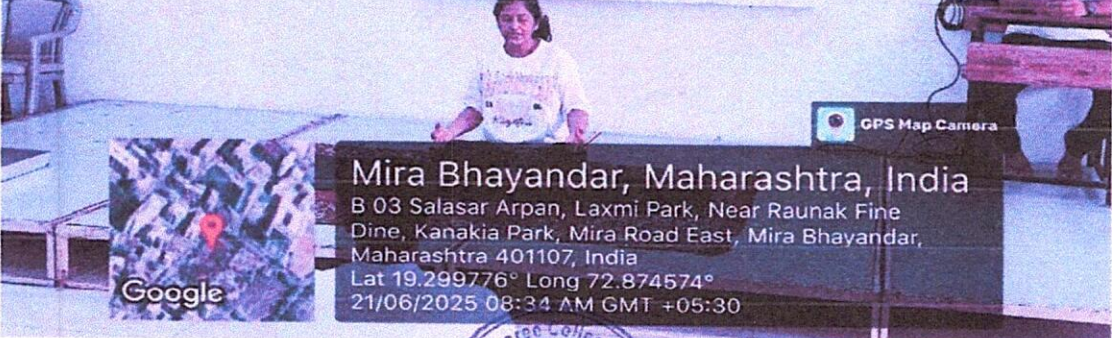 GPS Map Camera
Mira Bhayandar, Maharashtra, India
B 03 Salasar Arpan, Laxmi Park, Near Raunak Fine
Dine, Kanakia Park, Mira Road East, Mira Bhayandar,
Maharashtra 401107, India
Lat 19.299776° Long 72.874574°
21/06/2025 08:34 AM GMT +05:30
Google